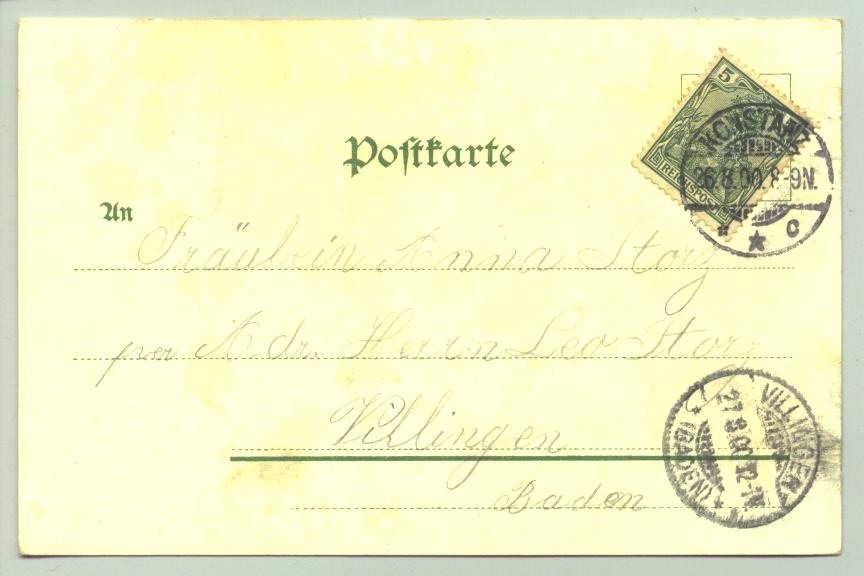 5
REICHSPOST
KONSTANZ
26.8.00.8-9N.
* C
Postkarte
An
Fräulein Anna Storz
per Adr. Herrn Leo Storz
Villingen
Baden
VILLINGEN
27.8.00.12-1N.
(BADEN)